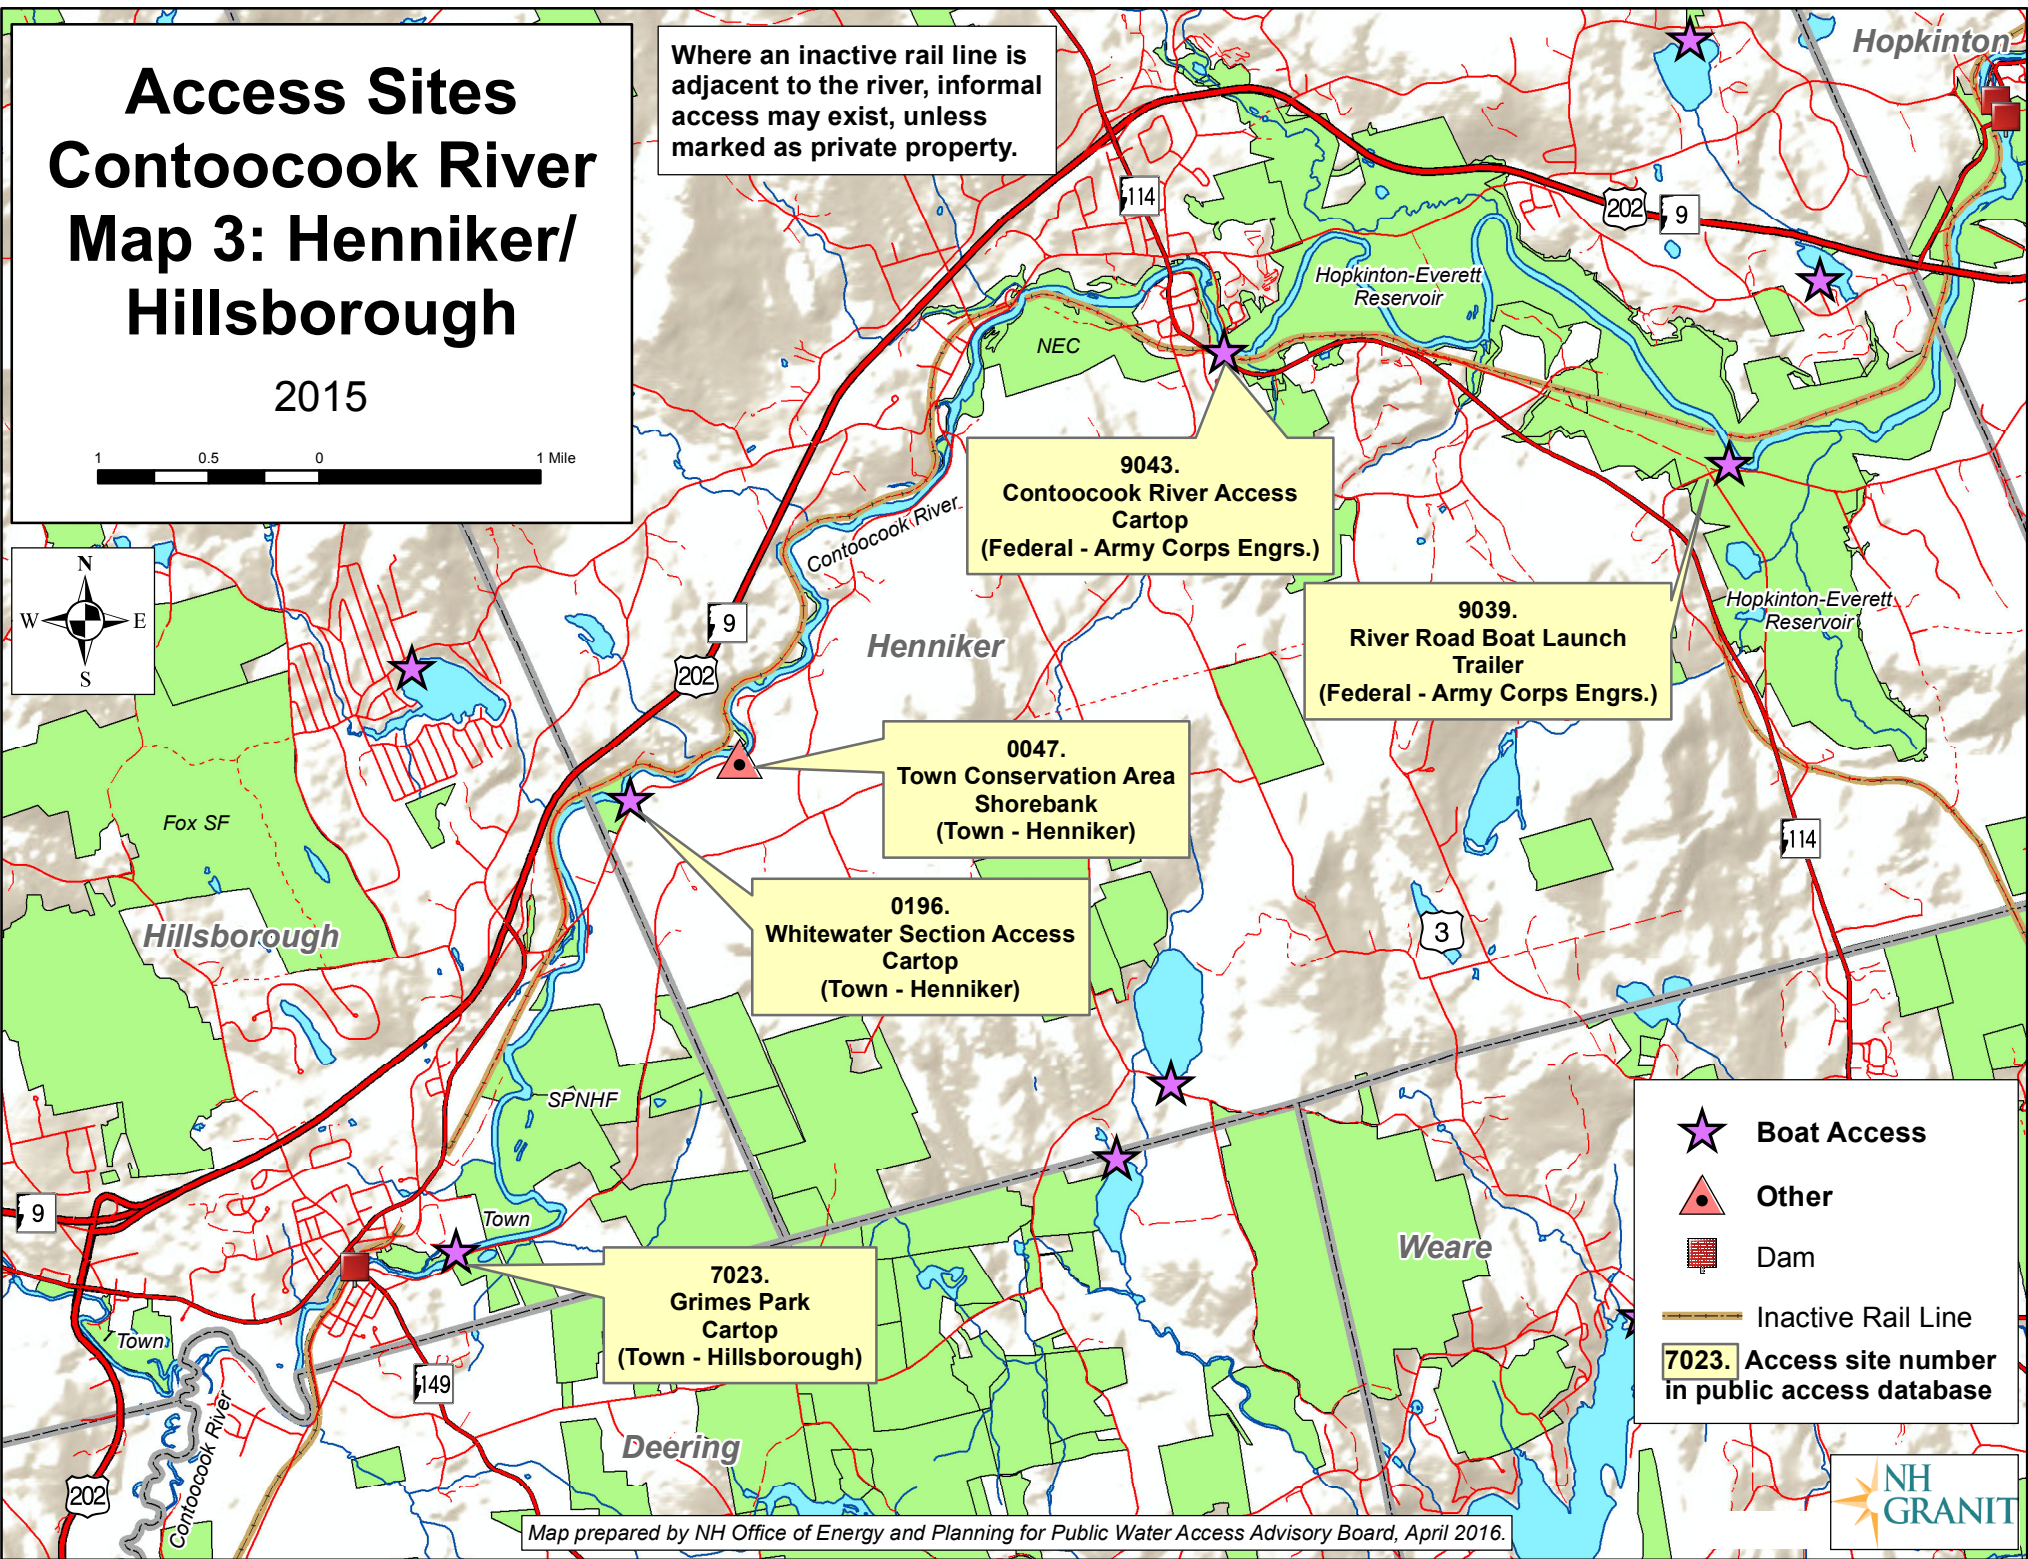 Access Sites
Contoocook River
Map 3: Henniker/
Hillsborough
2015
1 0.5 0 1 Mile
Where an inactive rail line is
adjacent to the river, informal
access may exist, unless
marked as private property.
Hopkinton
114
202
9
Hopkinton-Everett
Reservoir
NEC
9043.
Contoocook River Access
Cartop
(Federal - Army Corps Engrs.)
Contoocook River
N
W
E
S
9
202
Henniker
9039.
River Road Boat Launch
Trailer
(Federal - Army Corps Engrs.)
Hopkinton-Everett
Reservoir
0047.
Town Conservation Area
Shorebank
(Town - Henniker)
Fox SF
114
Hillsborough
0196.
Whitewater Section Access
Cartop
(Town - Henniker)
3
SPNHF
9
Town
7023.
Grimes Park
Cartop
(Town - Hillsborough)
Weare
Town
149
Contoocook River
202
Deering
Boat Access
Other
Dam
Inactive Rail Line
7023. Access site number
in public access database
NH
GRANIT
Map prepared by NH Office of Energy and Planning for Public Water Access Advisory Board, April 2016.